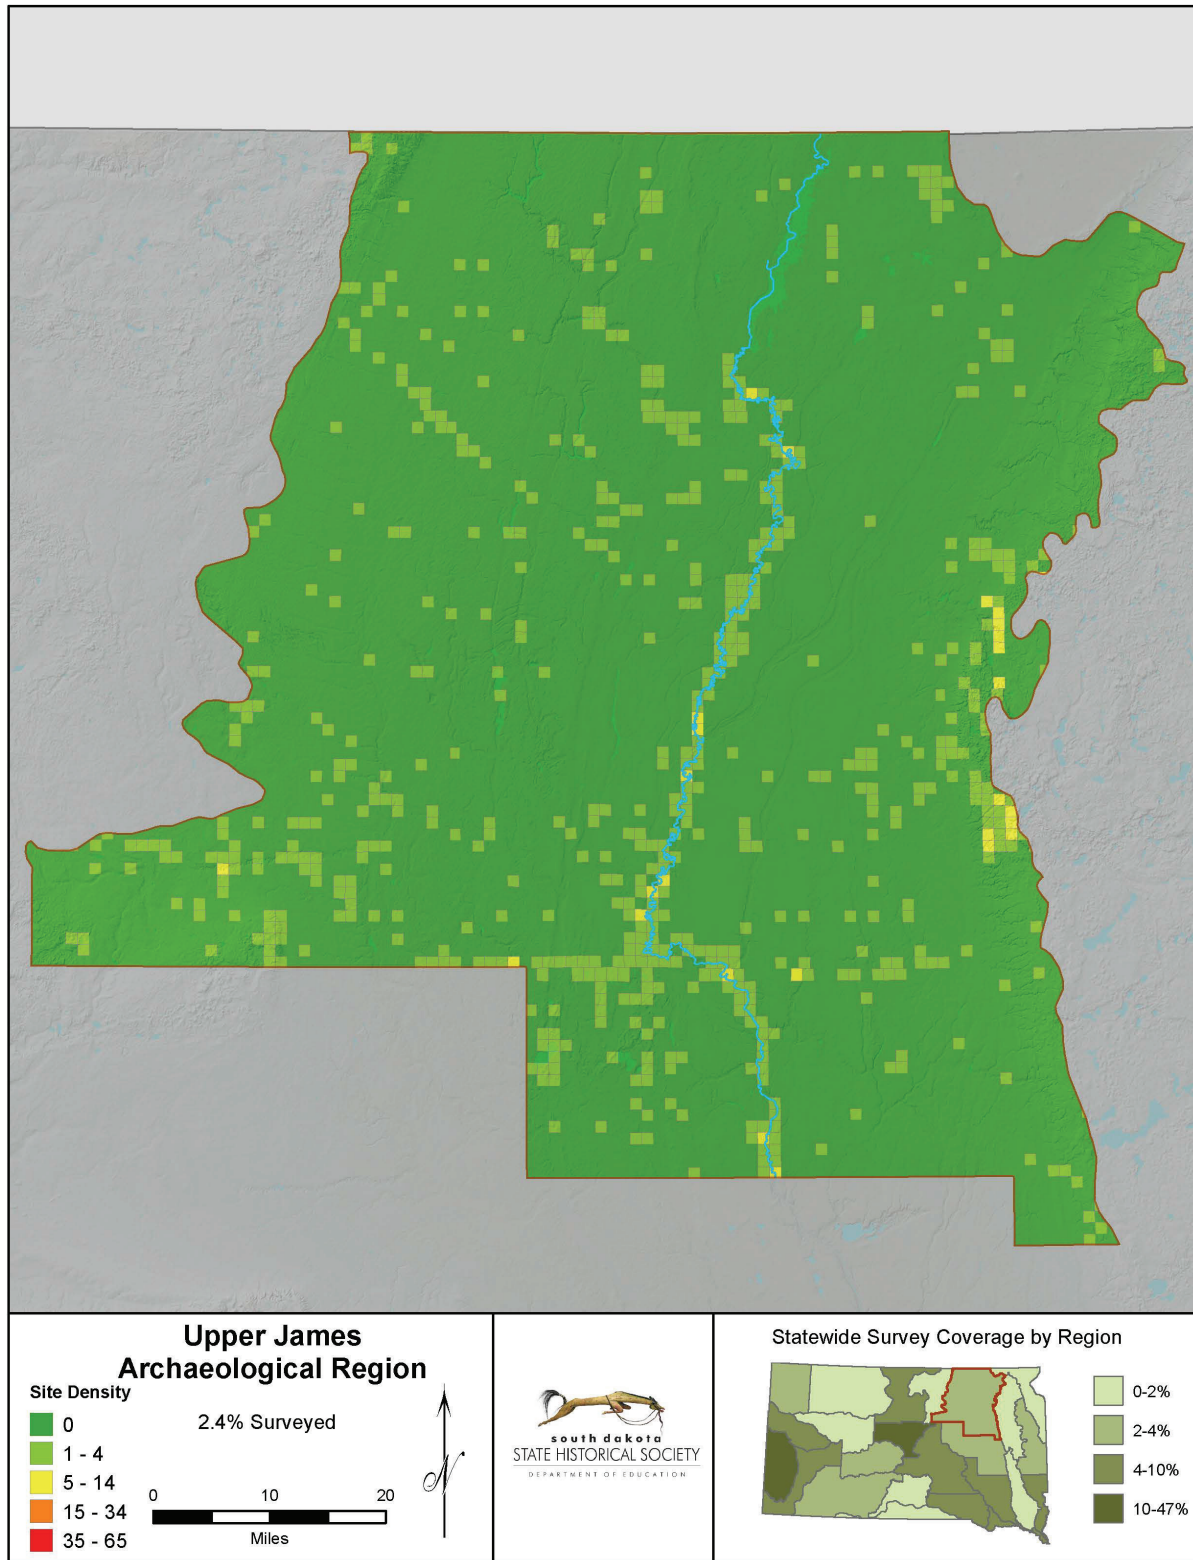 Upper James
Archaeological Region
Site Density
2.4% Surveyed
0
1 - 4
5 - 14
15 - 34
35 - 65
0 10 20
Miles
N
south dakota
STATE HISTORICAL SOCIETY
DEPARTMENT OF EDUCATION
Statewide Survey Coverage by Region
0-2%
2-4%
4-10%
10-47%